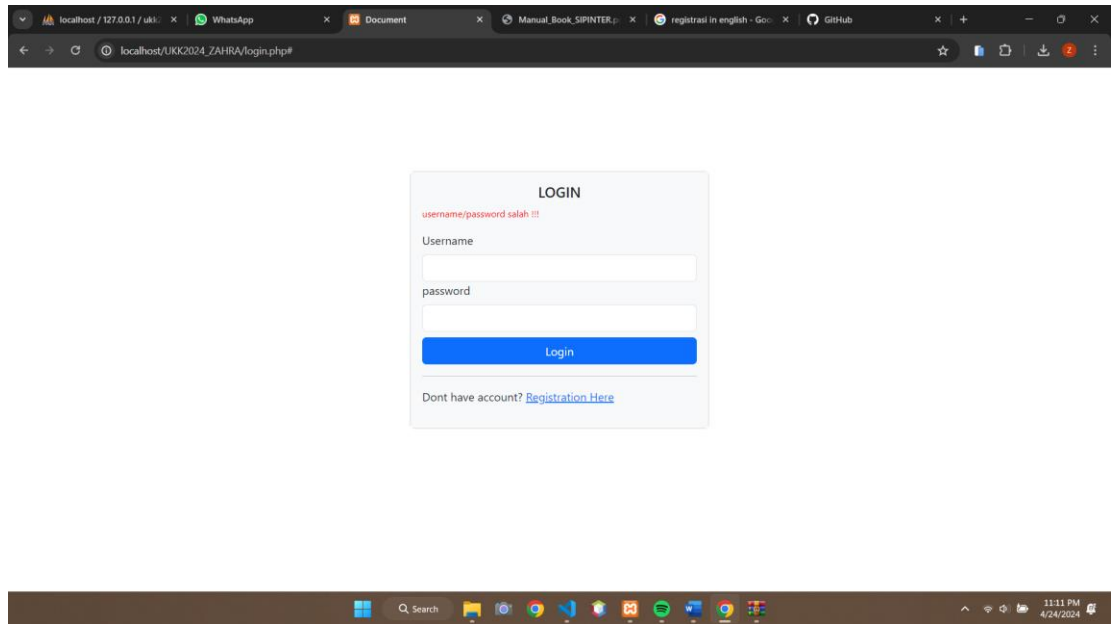 localhost / 127.0.0.1 / ukk2
WhatsApp
Document
Manual_Book_SIPINTER.p
registrasi in english - Goo
GitHub
localhost/UKK2024_ZAHRA/login.php#
Z
LOGIN
username/password salah !!!
Username
password
Login
Dont have account? Registration Here
Search
11:11 PM
4/24/2024